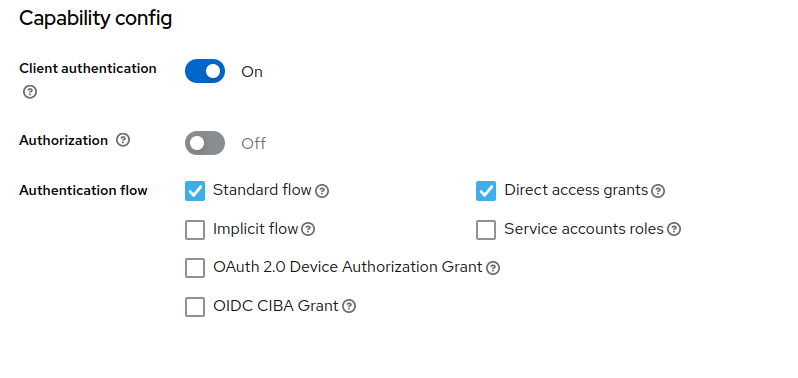 Capability config
Client authentication
On
Authorization
Off
Authentication flow
Standard flow
Direct access grants
Implicit flow
Service accounts roles
OAuth 2.0 Device Authorization Grant
OIDC CIBA Grant